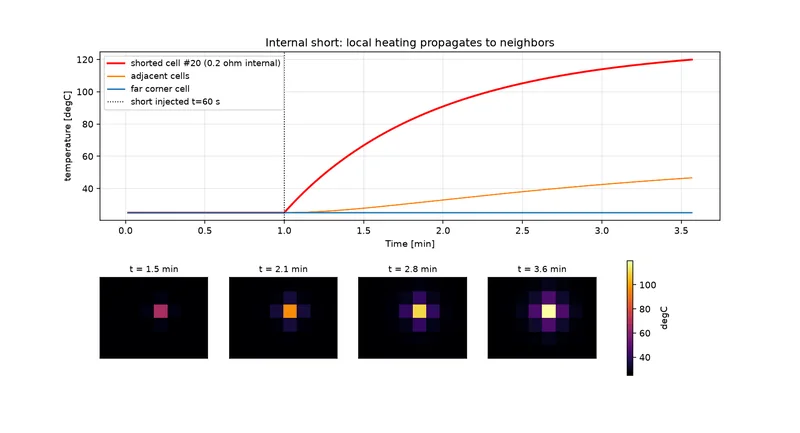 Internal short: local heating propagates to neighbors
120
100
80
60
40
temperature [degC]
shorted cell #20 (0.2 ohm internal)
adjacent cells
far corner cell
short injected t=60 s
0.0 0.5 1.0 1.5 2.0 2.5 3.0 3.5
Time [min]
t = 1.5 min t = 2.1 min t = 2.8 min t = 3.6 min
100
80
60
40
degC